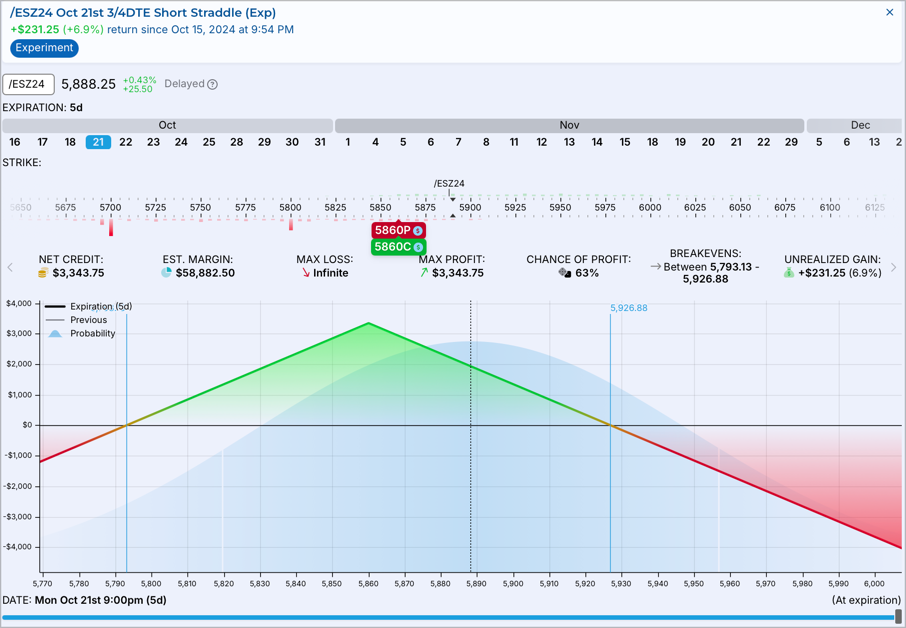 /ESZ24 Oct 21st 3/4DTE Short Straddle (Exp)
+$231.25 (+6.9%) return since Oct 15, 2024 at 9:54 PM
Experiment
/ESZ24 5,888.25 +0.43% +25.50 Delayed
EXPIRATION: 5d
Oct Nov Dec
16 17 18 21 22 23 24 25 28 29 30 31 1 4 5 6 7 8 11 12 13 14 15 18 19 20 21 22 25 26 27 29 5 6 13 2
STRIKE:
/ESZ24
5650 5675 5700 5725 5750 5775 5800 5825 5850 5875 5900 5925 5950 5975 6000 6025 6050 6075 6100 6125
5860P
5860C
NET CREDIT: EST. MARGIN: MAX LOSS: MAX PROFIT: CHANCE OF PROFIT: BREAKEVENS: UNREALIZED GAIN:
$3,343.75 $58,882.50 Infinite $3,343.75 63% Between 5,793.13 - 5,926.88 +$231.25 (6.9%)
Expiration (5d)
Previous
Probability
5,926.88
$4,000
$3,000
$2,000
$1,000
$0
-$1,000
-$2,000
-$3,000
-$4,000
5,770 5,780 5,790 5,800 5,810 5,820 5,830 5,840 5,850 5,860 5,870 5,880 5,890 5,900 5,910 5,920 5,930 5,940 5,950 5,960 5,970 5,980 5,990 6,000
DATE: Mon Oct 21st 9:00pm (5d) (At expiration)